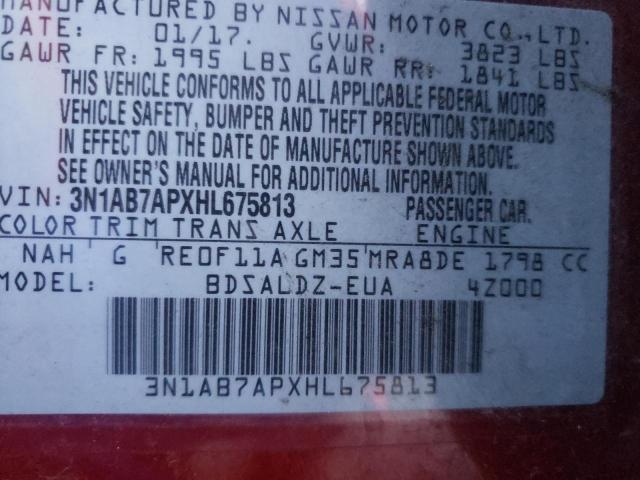 MANUFACTURED BY NISSAN MOTOR CO.,LTD.
DATE: 01/17. GVWR: 3823 LBS
GAWR FR: 1995 LBS GAWR RR: 1841 LBS
THIS VEHICLE CONFORMS TO ALL APPLICABLE FEDERAL MOTOR
VEHICLE SAFETY, BUMPER AND THEFT PREVENTION STANDARDS
IN EFFECT ON THE DATE OF MANUFACTURE SHOWN ABOVE.
SEE OWNER'S MANUAL FOR ADDITIONAL INFORMATION.
VIN: 3N1AB7APXHL675813 PASSENGER CAR.
COLOR TRIM TRANS AXLE ENGINE
NAH G RE0F11A GM35 MRA8DE 1798 CC
MODEL: BDSALDZ-EUA 4Z000
3N1AB7APXHL675813